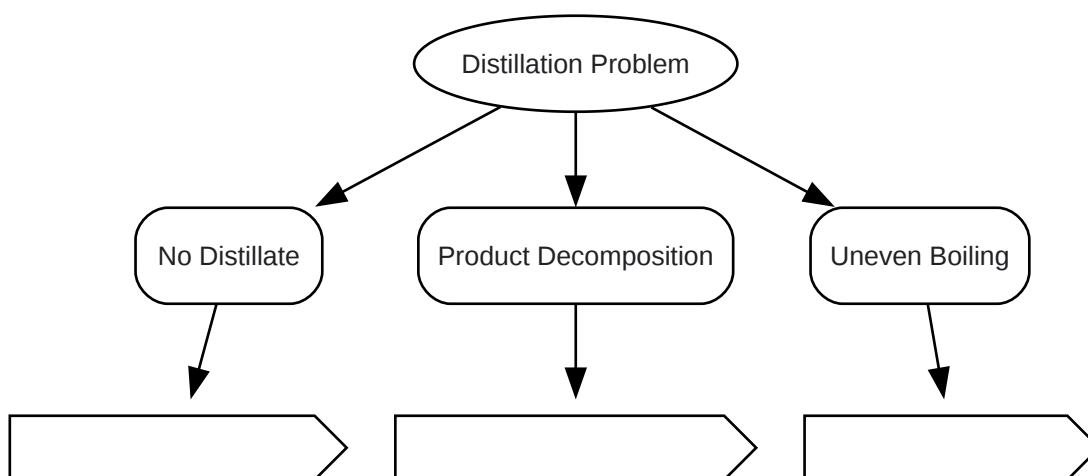 Distillation Problem
No Distillate
Product Decomposition
Uneven Boiling